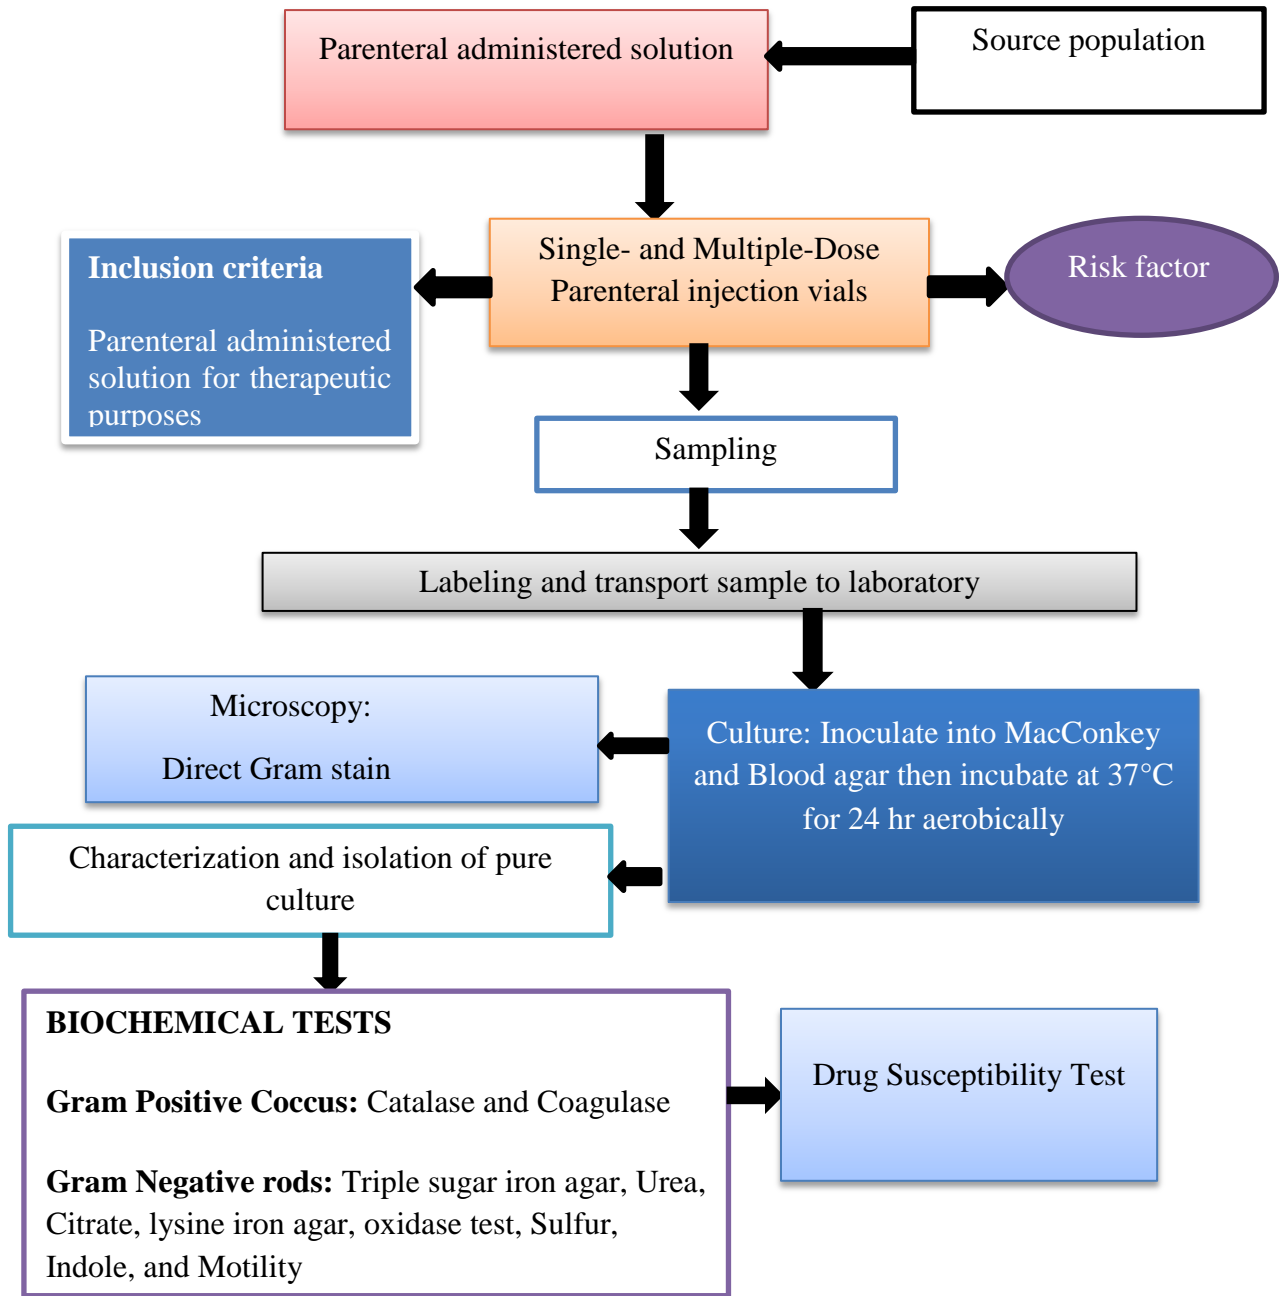 Parenteral administered solution
Source population
Single- and Multiple-Dose
Parenteral injection vials
Inclusion criteria
Parenteral administered
solution for therapeutic
purposes
Risk factor
Sampling
Labeling and transport sample to laboratory
Microscopy:
Direct Gram stain
Culture: Inoculate into MacConkey
and Blood agar then incubate at 37°C
for 24 hr aerobically
Characterization and isolation of pure
culture
BIOCHEMICAL TESTS
Gram Positive Coccus: Catalase and Coagulase
Gram Negative rods: Triple sugar iron agar, Urea,
Citrate, lysine iron agar, oxidase test, Sulfur,
Indole, and Motility
Drug Susceptibility Test